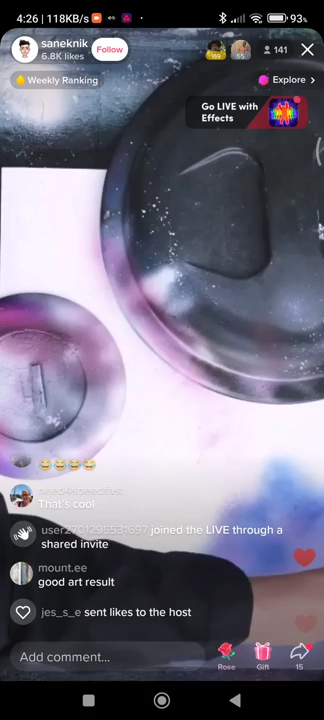 4:26 | 118KB/s
93%
saneknik
6.8K likes
Follow
169
55
141
Weekly Ranking
Explore >
Go LIVE with
Effects
That's cool
user2701295531697 joined the LIVE through a
shared invite
mount.ee
good art result
jes_s_e sent likes to the host
Add comment...
Rose
Gift
15